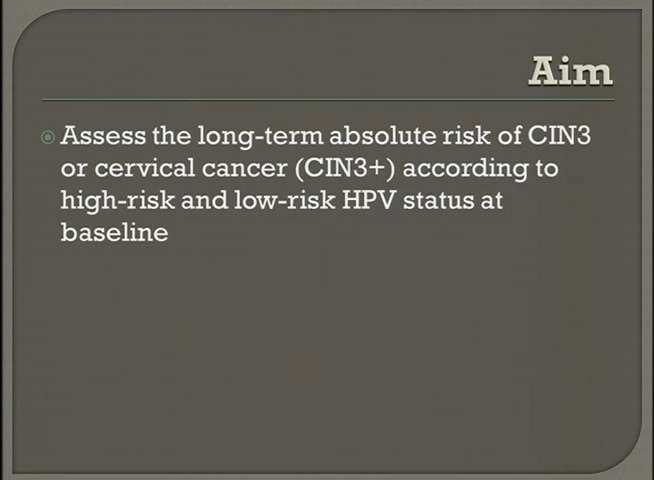 Aim
Assess the long-term absolute risk of CIN3
or cervical cancer (CIN3+) according to
high-risk and low-risk HPV status at
baseline